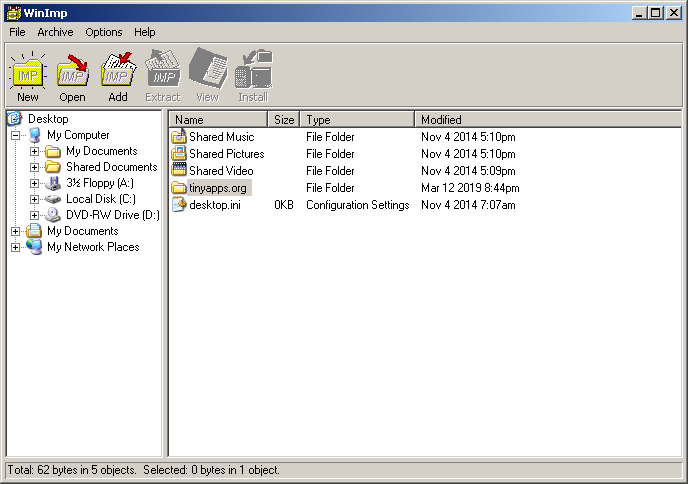 WinImp
File Archive Options Help
IMP IMP IMP IMP
New Open Add Extract View Install
Desktop
My Computer
My Documents
Shared Documents
3½ Floppy (A:)
Local Disk (C:)
DVD-RW Drive (D:)
My Documents
My Network Places
Name Size Type Modified
Shared Music File Folder Nov 4 2014 5:10pm
Shared Pictures File Folder Nov 4 2014 5:10pm
Shared Video File Folder Nov 4 2014 5:09pm
tinyapps.org File Folder Mar 12 2019 8:44pm
desktop.ini 0KB Configuration Settings Nov 4 2014 7:07am
Total: 62 bytes in 5 objects. Selected: 0 bytes in 1 object.